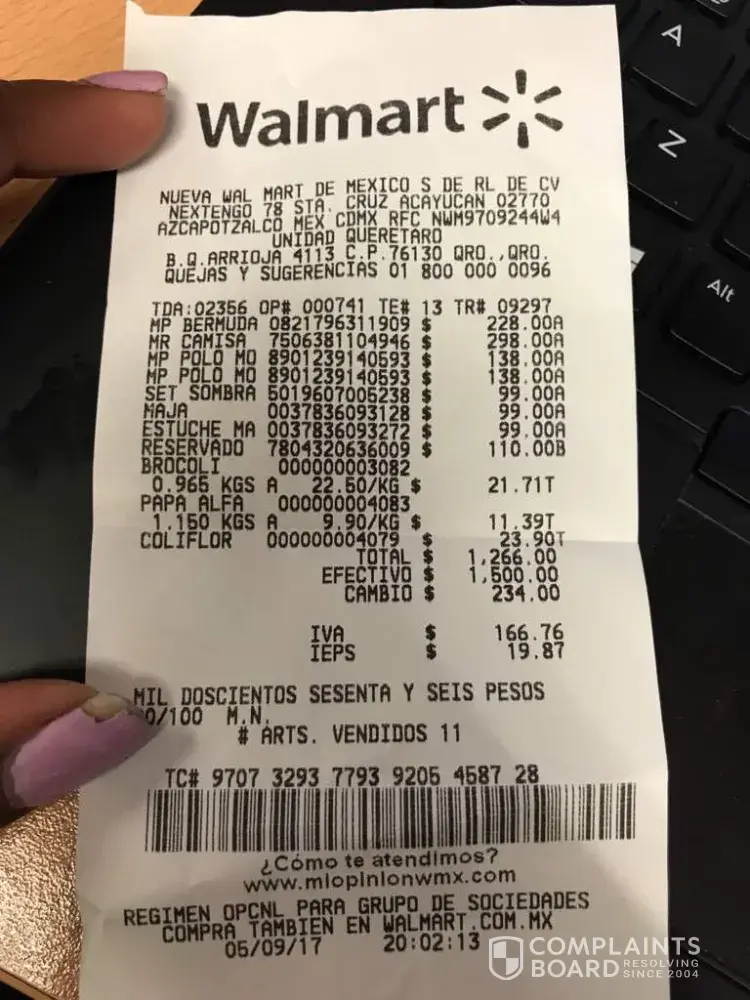 Walmart
NUEVA WAL MART DE MEXICO S DE RL DE CV
NEXTENGO 78 STA. CRUZ ACAYUCAN 02770
AZCAPOTZALCO MEX CDMX RFC NWM9709244W4
UNIDAD QUERETARO
B.Q.ARRIOJA 4113 C.P.76130 QRO.,QRO.
QUEJAS Y SUGERENCIAS 01 800 000 0096
TDA:02356 OP# 000741 TE# 13 TR# 09297
MP BERMUDA 0821796311909 $ 228.00A
MR CAMISA 7506381104946 $ 298.00A
MP POLO MO 8901239140593 $ 138.00A
MP POLO MO 8901239140593 $ 138.00A
SET SOMBRA 5019607005238 $ 99.00A
MAJA 0037836093128 $ 99.00A
ESTUCHE MA 0037836093272 $ 99.00A
RESERVADO 7804320636009 $ 110.00B
BROCOLI 000000003082
0.965 KGS A 22.50/KG $ 21.71T
PAPA ALFA 000000004083
1.150 KGS A 9.90/KG $ 11.39T
COLIFLOR 000000004079 $ 23.90T
TOTAL $ 1,266.00
EFECTIVO $ 1,500.00
CAMBIO $ 234.00
IVA $ 166.76
IEPS $ 19.87
MIL DOSCIENTOS SESENTA Y SEIS PESOS
0/100 M.N.
# ARTS. VENDIDOS 11
TC# 9707 3293 7793 9205 4587 28
¿Cómo te atendimos?
www.miopinionwmx.com
REGIMEN OPCNL PARA GRUPO DE SOCIEDADES
COMPRA TAMBIEN EN WALMART.COM.MX
05/09/17 20:02:13
COMPLAINTS
BOARD RESOLVING SINCE 2004
A
Z
Alt